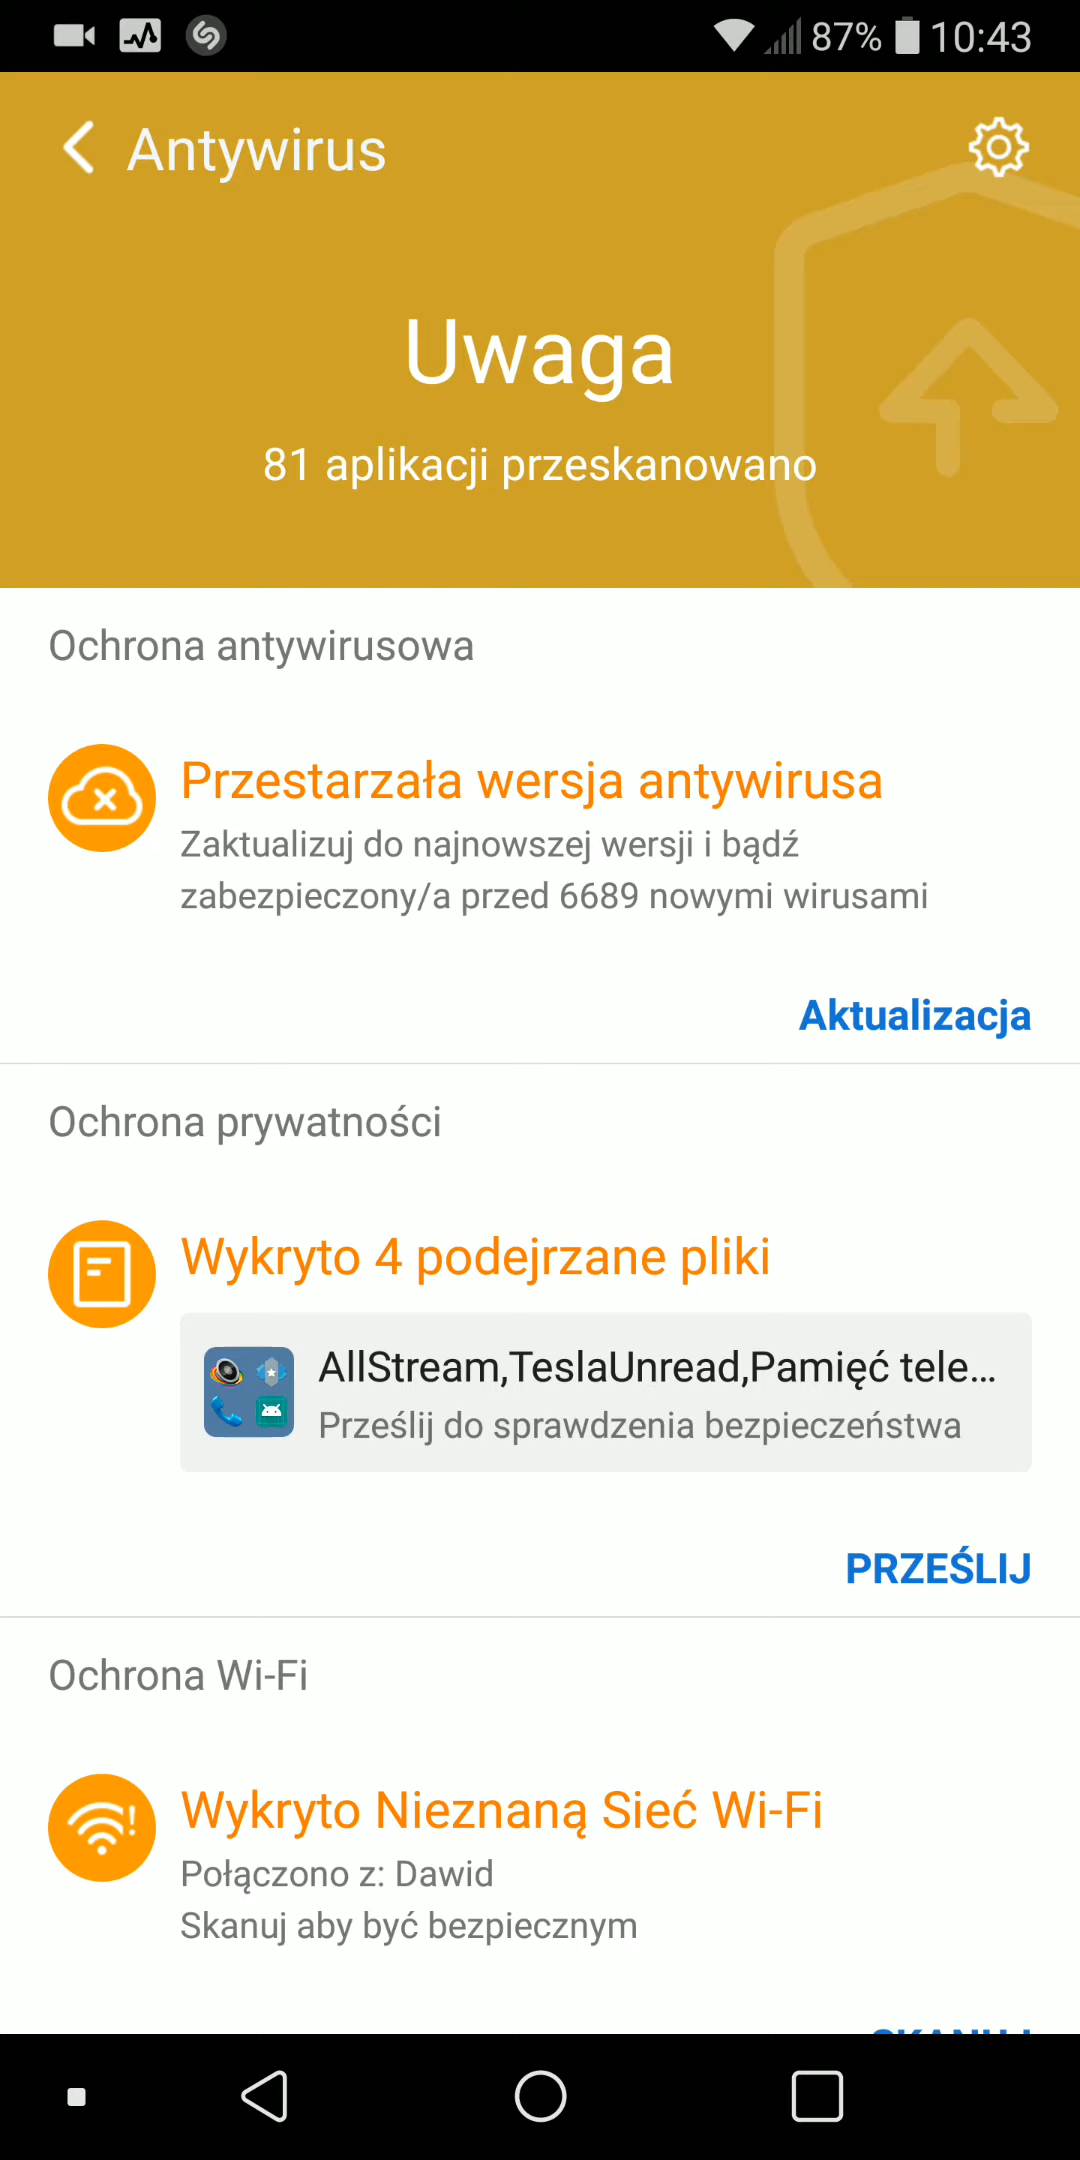 87% 10:43
Antywirus
Uwaga
81 aplikacji przeskanowano
Ochrona antywirusowa
Przestarzała wersja antywirusa
Zaktualizuj do najnowszej wersji i bądź
zabezpieczony/a przed 6689 nowymi wirusami
Aktualizacja
Ochrona prywatności
Wykryto 4 podejrzane pliki
AllStream,TeslaUnread,Pamięć tele...
Prześlij do sprawdzenia bezpieczeństwa
PRZEŚLIJ
Ochrona Wi-Fi
Wykryto Nieznaną Sieć Wi-Fi
Połączono z: Dawid
Skanuj aby być bezpiecznym
SKANUJ